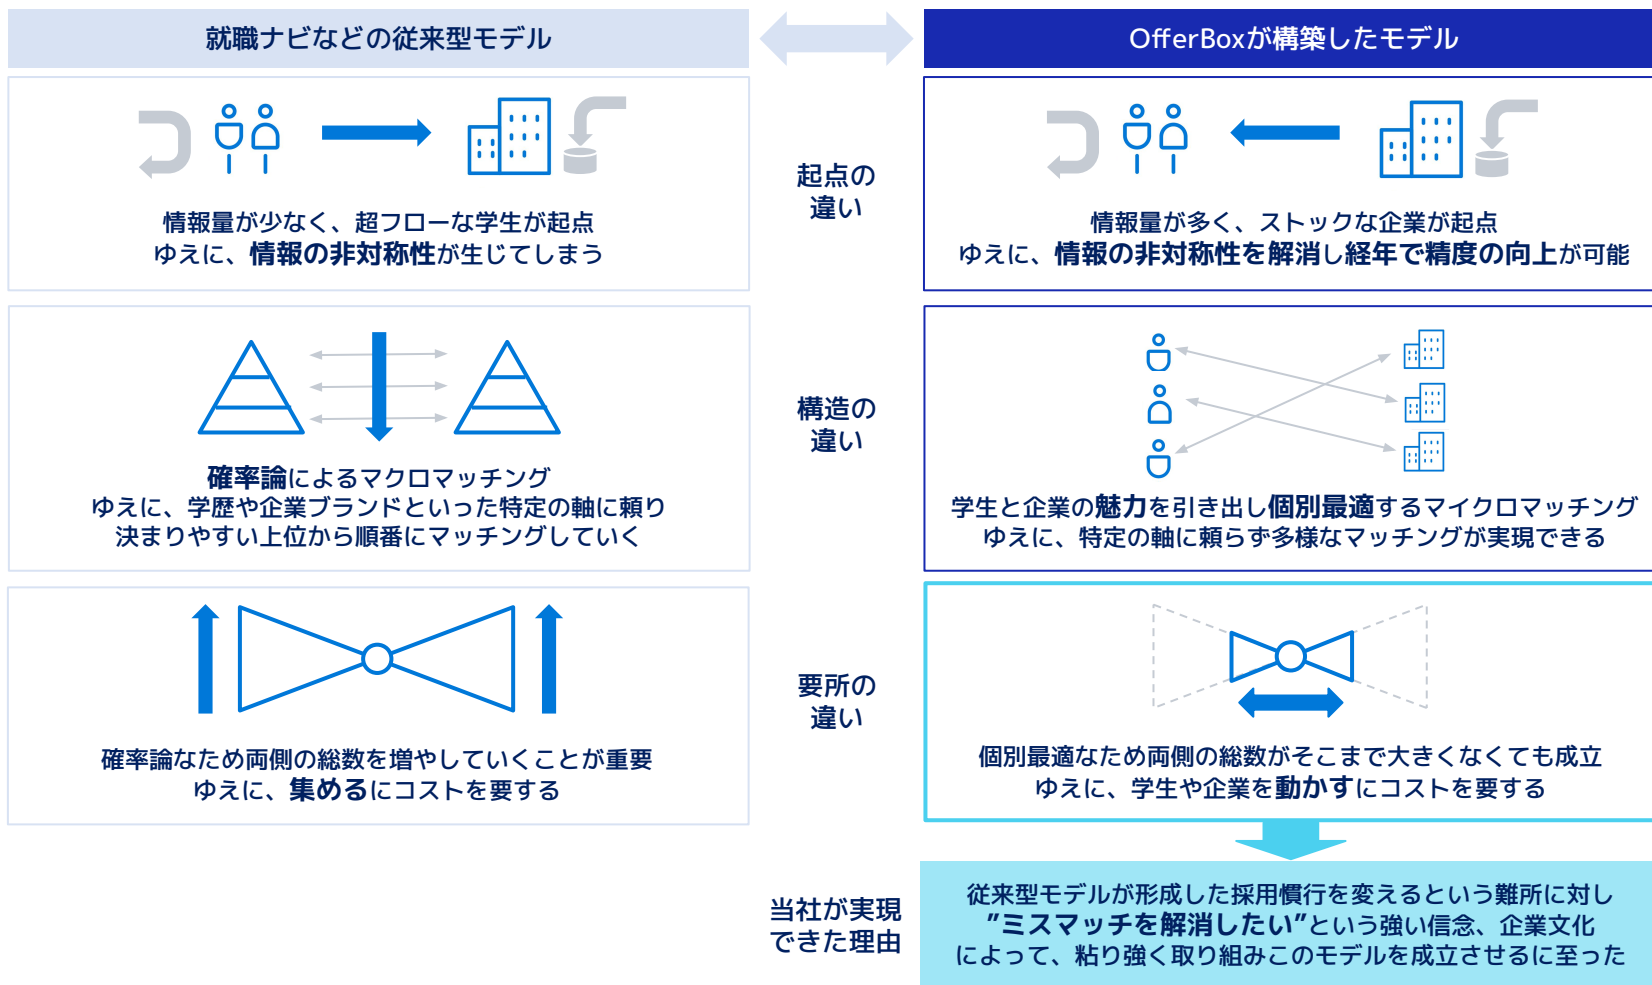 就職ナビなどの従来型モデル
OfferBoxが構築したモデル
情報量が少なく、超フローな学生が起点
ゆえに、情報の非対称性が生じてしまう
起点の
違い
情報量が多く、ストックな企業が起点
ゆえに、情報の非対称性を解消し経年で精度の向上が可能
確率論によるマクロマッチング
ゆえに、学歴や企業ブランドといった特定の軸に頼り
決まりやすい上位から順番にマッチングしていく
構造の
違い
学生と企業の魅力を引き出し個別最適するマイクロマッチング
ゆえに、特定の軸に頼らず多様なマッチングが実現できる
確率論なため両側の総数を増やしていくことが重要
ゆえに、集めるにコストを要する
要所の
違い
個別最適なため両側の総数がそこまで大きくなくても成立
ゆえに、学生や企業を動かすにコストを要する
当社が実現
できた理由
従来型モデルが形成した採用慣行を変えるという難所に対し
”ミスマッチを解消したい”という強い信念、企業文化
によって、粘り強く取り組みこのモデルを成立させるに至った